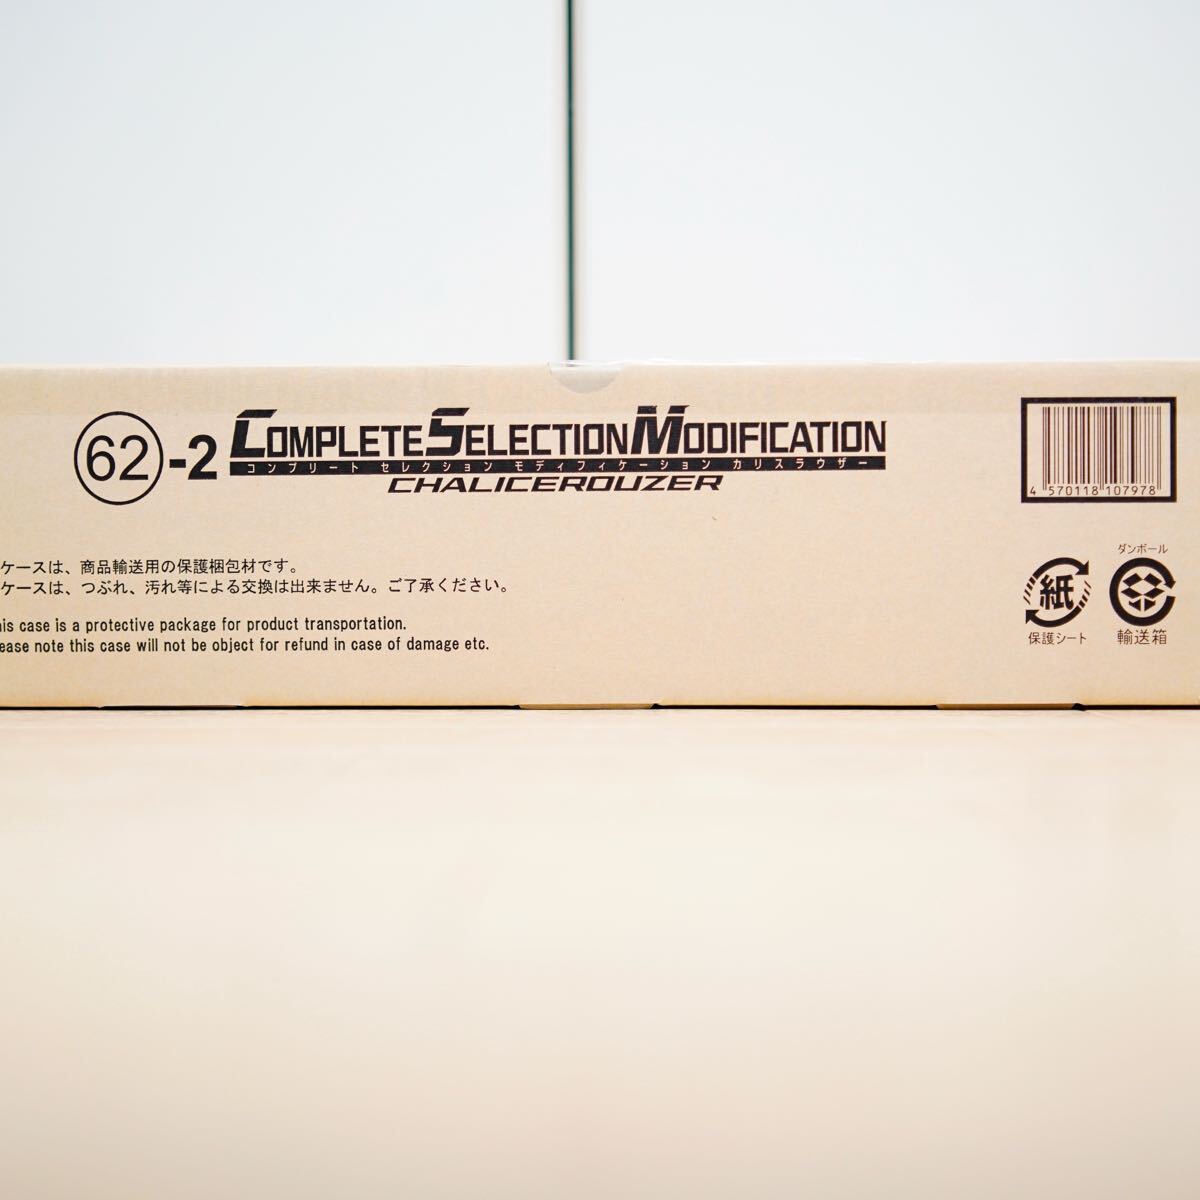 62-2 COMPLETE SELECTION MODIFICATION
コンプリート セレクション モディフィケーション カリスラウザー
CHALICEROUZER
4 570118 107978
ケースは、商品輸送用の保護梱包材です。
ケースは、つぶれ、汚れ等による交換は出来ません。ご了承ください。
is case is a protective package for product transportation.
ease note this case will not be object for refund in case of damage etc.
紙
保護シート
ダンボール
輸送箱